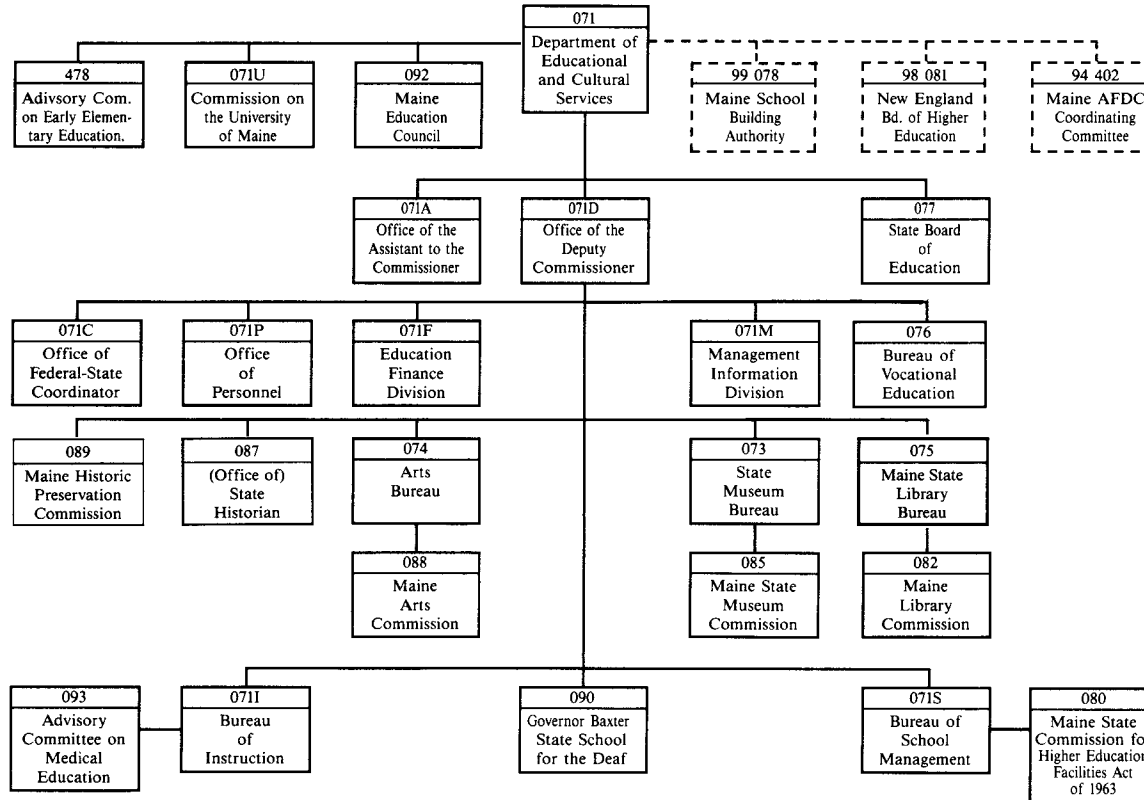 071
Department of
Educational
and Cultural
Services
478
Adivsory Com.
on Early Elemen-
tary Education.
071U
Commission on
the University
of Maine
092
Maine
Education
Council
99 078
Maine School
Building
Authority
98 081
New England
Bd. of Higher
Education
94 402
Maine AFDC
Coordinating
Committee
071A
Office of the
Assistant to the
Commissioner
071D
Office of the
Deputy
Commissioner
077
State Board
of
Education
071C
Office of
Federal-State
Coordinator
071P
Office
of
Personnel
071F
Education
Finance
Division
071M
Management
Information
Division
076
Bureau of
Vocational
Education
089
Maine Historic
Preservation
Commission
087
(Office of)
State
Historian
074
Arts
Bureau
073
State
Museum
Bureau
075
Maine State
Library
Bureau
088
Maine
Arts
Commission
085
Maine State
Museum
Commission
082
Maine
Library
Commission
093
Advisory
Committee on
Medical
Education
071I
Bureau
of
Instruction
090
Governor Baxter
State School
for the Deaf
071S
Bureau of
School
Management
080
Maine State
Commission for
Higher Education
Facilities Act
of 1963